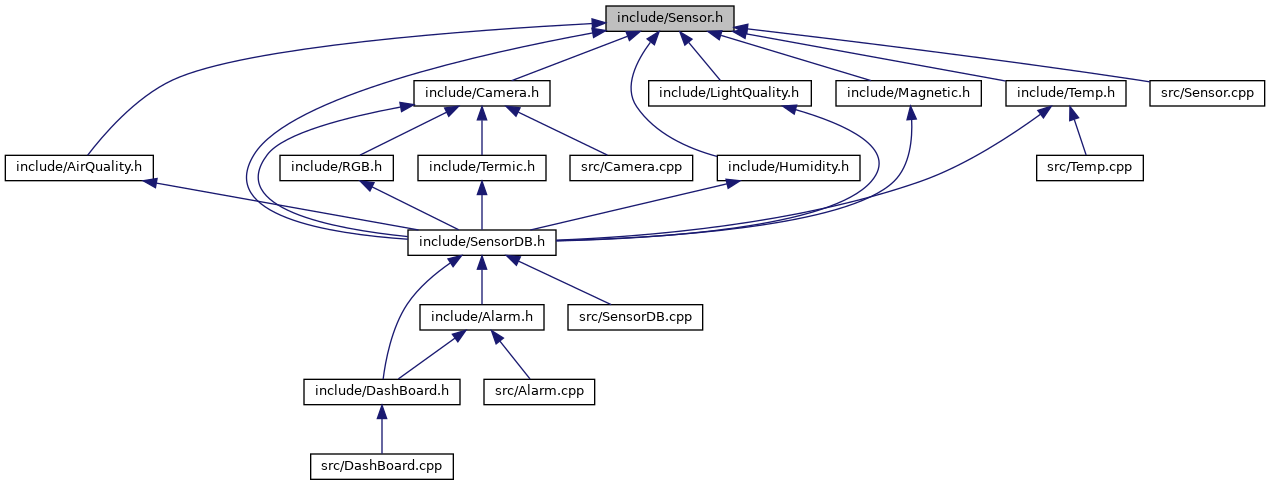 include/Sensor.h
include/Camera.h
include/LightQuality.h
include/Magnetic.h
include/Temp.h
src/Sensor.cpp
include/AirQuality.h
include/RGB.h
include/Termic.h
src/Camera.cpp
include/Humidity.h
src/Temp.cpp
include/SensorDB.h
include/Alarm.h
src/SensorDB.cpp
include/DashBoard.h
src/Alarm.cpp
src/DashBoard.cpp